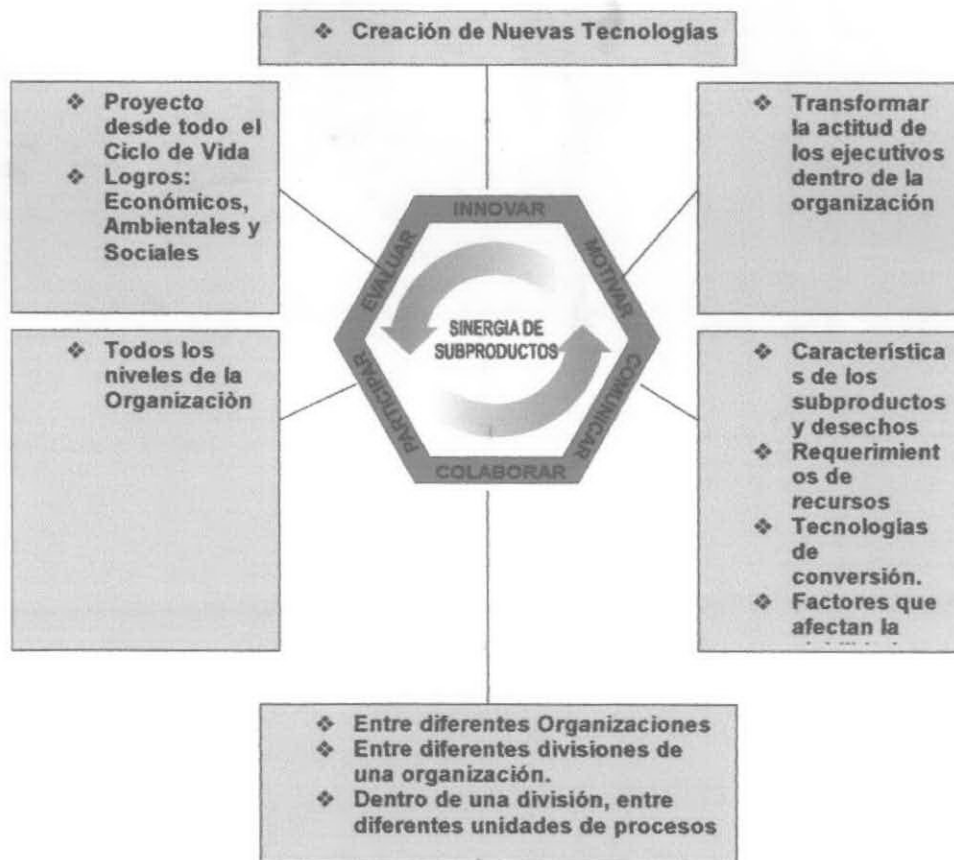 ❖ Creación de Nuevas Tecnologías
❖ Proyecto
desde todo el
Ciclo de Vida
❖ Logros:
Económicos,
Ambientales y
Sociales
❖ Transformar
la actitud de
los ejecutivos
dentro de la
organización
INNOVAR
EVALUAR
MOTIVAR
SINERGIA DE
SUBPRODUCTOS
PARTICIPAR
COMUNICAR
COLABORAR
❖ Todos los
niveles de la
Organizaciòn
❖ Característica
s de los
subproductos
y desechos
❖ Requerimient
os de
recursos
❖ Tecnologías
de
conversión.
❖ Factores que
afectan la
❖ Entre diferentes Organizaciones
❖ Entre diferentes divisiones de
una organización.
❖ Dentro de una división, entre
diferentes unidades de procesos